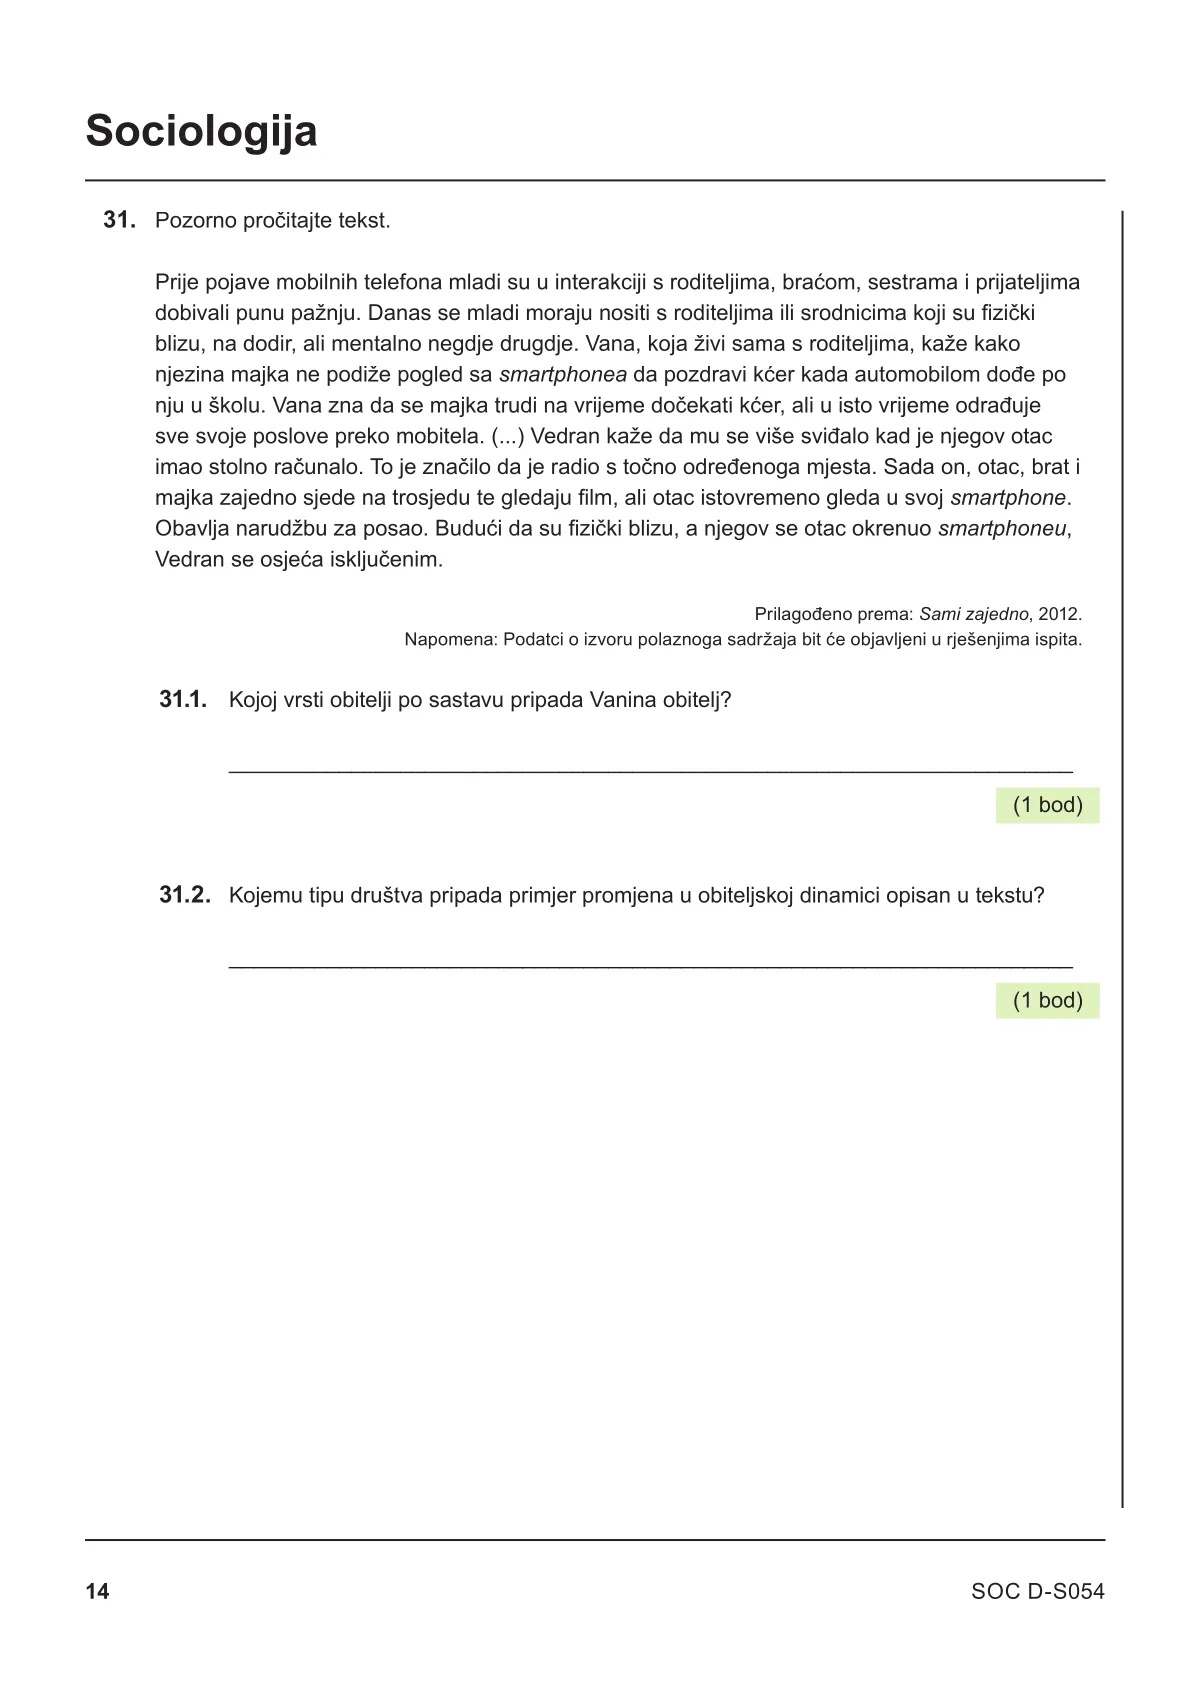 Sociologija
31. Pozorno pročitajte tekst.
Prije pojave mobilnih telefona mladi su u interakciji s roditeljima, braćom, sestrama i prijateljima
dobivali punu pažnju. Danas se mladi moraju nositi s roditeljima ili srodnicima koji su fizički
blizu, na dodir, ali mentalno negdje drugdje. Vana, koja živi sama s roditeljima, kaže kako
njezina majka ne podiže pogled sa smartphonea da pozdravi kćer kada automobilom dođe po
nju u školu. Vana zna da se majka trudi na vrijeme dočekati kćer, ali u isto vrijeme odrađuje
sve svoje poslove preko mobitela. (...) Vedran kaže da mu se više sviđalo kad je njegov otac
imao stolno računalo. To je značilo da je radio s točno određenoga mjesta. Sada on, otac, brat i
majka zajedno sjede na trosjedu te gledaju film, ali otac istovremeno gleda u svoj smartphone.
Obavlja narudžbu za posao. Budući da su fizički blizu, a njegov se otac okrenuo smartphoneu,
Vedran se osjeća isključenim.
Prilagođeno prema: Sami zajedno, 2012.
Napomena: Podatci o izvoru polaznoga sadržaja bit će objavljeni u rješenjima ispita.
31.1. Kojoj vrsti obitelji po sastavu pripada Vanina obitelj?
(1 bod)
31.2. Kojemu tipu društva pripada primjer promjena u obiteljskoj dinamici opisan u tekstu?
(1 bod)
14
SOC D-S054